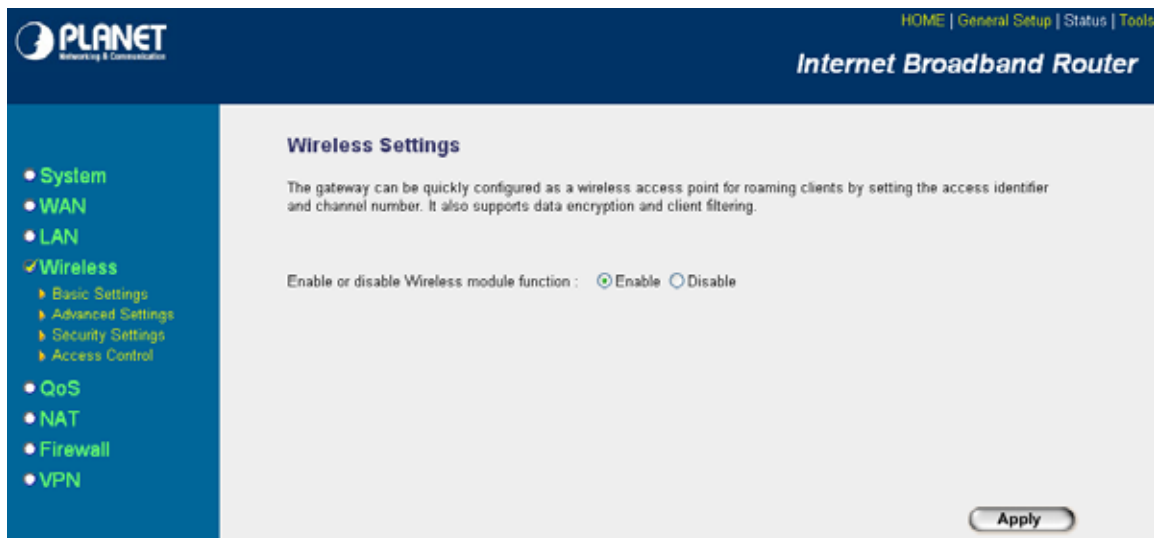 PLANET
Networking & Communication
HOME | General Setup | Status | Tools
Internet Broadband Router
System
WAN
LAN
Wireless
Basic Settings
Advanced Settings
Security Settings
Access Control
QoS
NAT
Firewall
VPN
Wireless Settings
The gateway can be quickly configured as a wireless access point for roaming clients by setting the access identifier
and channel number. It also supports data encryption and client filtering.
Enable or disable Wireless module function : Enable Disable
Apply